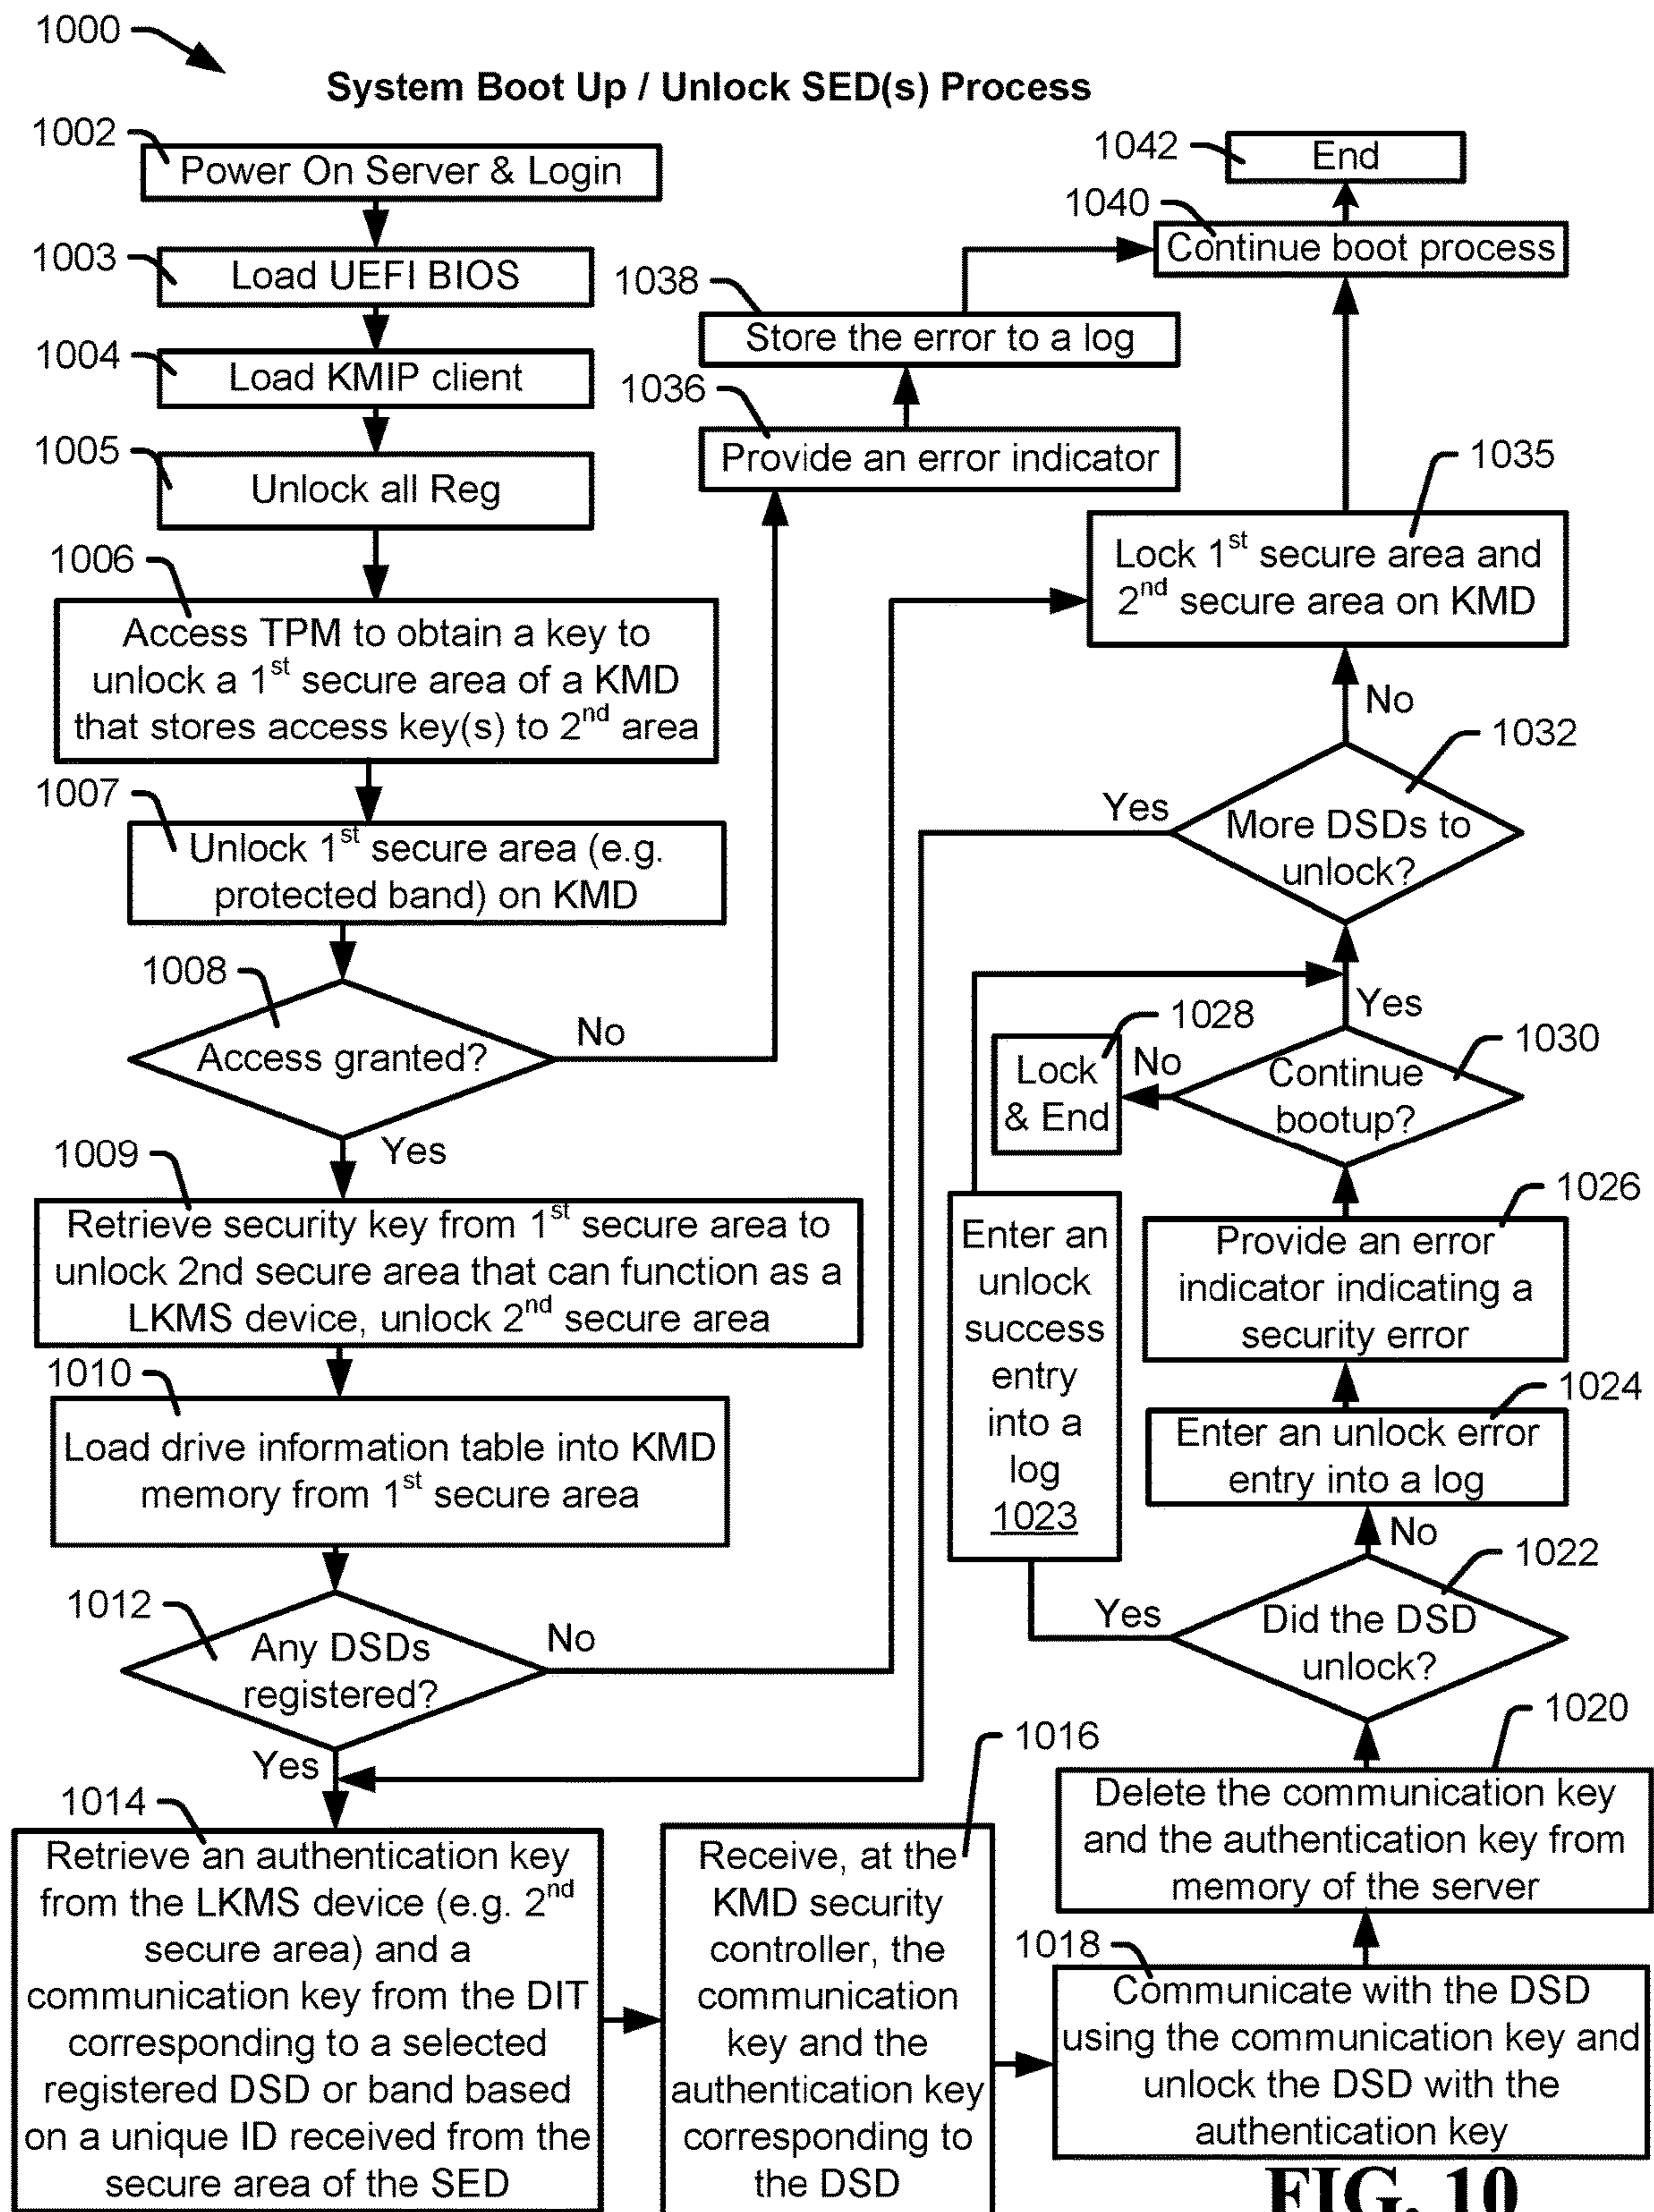 1000
System Boot Up / Unlock SED(s) Process
1002
Power On Server & Login
1003
Load UEFI BIOS
1004
Load KMIP client
1005
Unlock all Reg
1006
Access TPM to obtain a key to
unlock a 1st secure area of a KMD
that stores access key(s) to 2nd area
1007
Unlock 1st secure area (e.g.
protected band) on KMD
1008
Access granted?
No
Yes
1009
Retrieve security key from 1st secure area to
unlock 2nd secure area that can function as a
LKMS device, unlock 2nd secure area
1010
Load drive information table into KMD
memory from 1st secure area
1012
Any DSDs
registered?
No
Yes
1014
Retrieve an authentication key
from the LKMS device (e.g. 2nd
secure area) and a
communication key from the DIT
corresponding to a selected
registered DSD or band based
on a unique ID received from the
secure area of the SED
1016
Receive, at the
KMD security
controller, the
communication
key and the
authentication key
corresponding to
the DSD
1018
Communicate with the DSD
using the communication key and
unlock the DSD with the
authentication key
1020
Delete the communication key
and the authentication key from
memory of the server
1022
Did the DSD
unlock?
Yes
No
Enter an
unlock
success
entry
into a
log
1023
1024
Enter an unlock error
entry into a log
1026
Provide an error
indicator indicating a
security error
1030
Continue
bootup?
No
Yes
1028
Lock
& End
1032
More DSDs to
unlock?
Yes
No
1035
Lock 1st secure area and
2nd secure area on KMD
1036
Provide an error indicator
1038
Store the error to a log
1040
Continue boot process
1042
End
FIG. 10